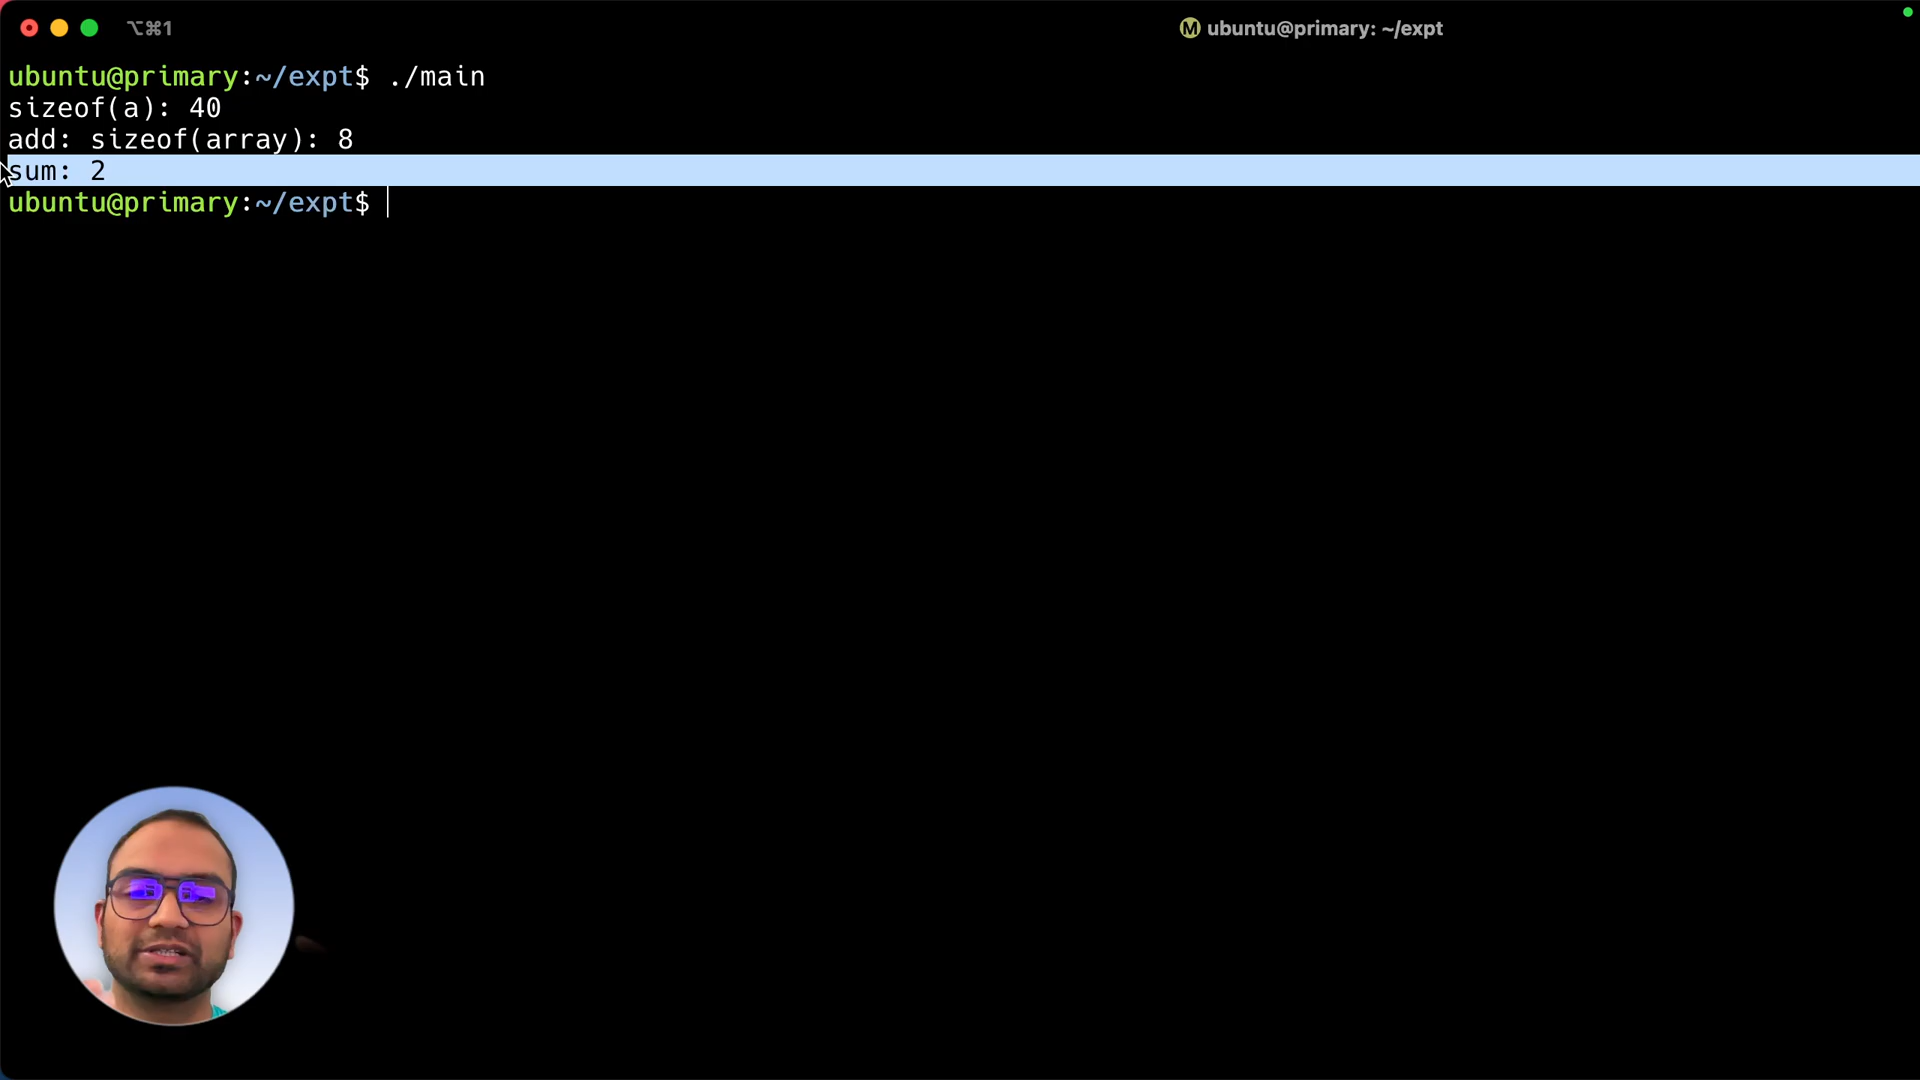 ⌥⌘1
M ubuntu@primary: ~/expt
ubuntu@primary:~/expt$ ./main
sizeof(a): 40
add: sizeof(array): 8
sum: 2
ubuntu@primary:~/expt$